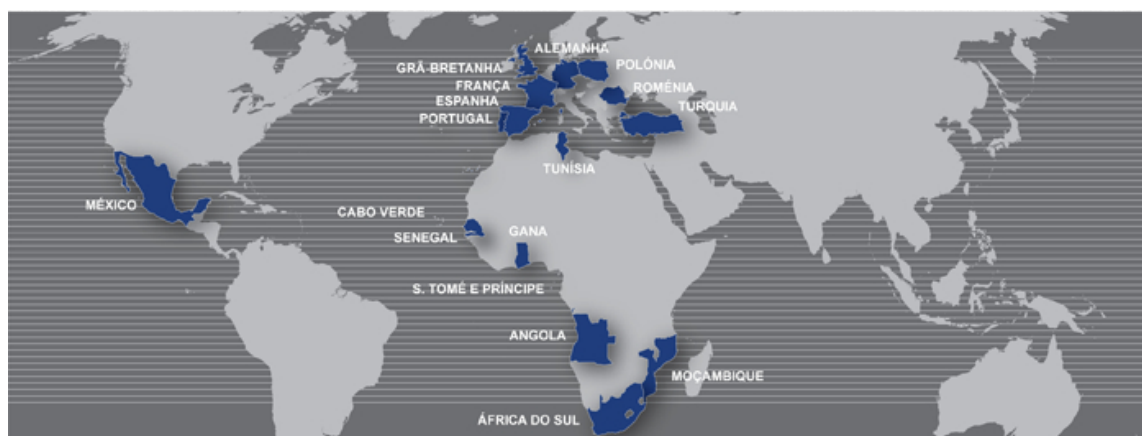 ALEMANHA
GRÃ-BRETANHA
POLÓNIA
FRANÇA
ROMÉNIA
ESPANHA
TURQUIA
PORTUGAL
TUNÍSIA
MÉXICO
CABO VERDE
SENEGAL
GANA
S. TOMÉ E PRÍNCIPE
ANGOLA
MOÇAMBIQUE
ÁFRICA DO SUL